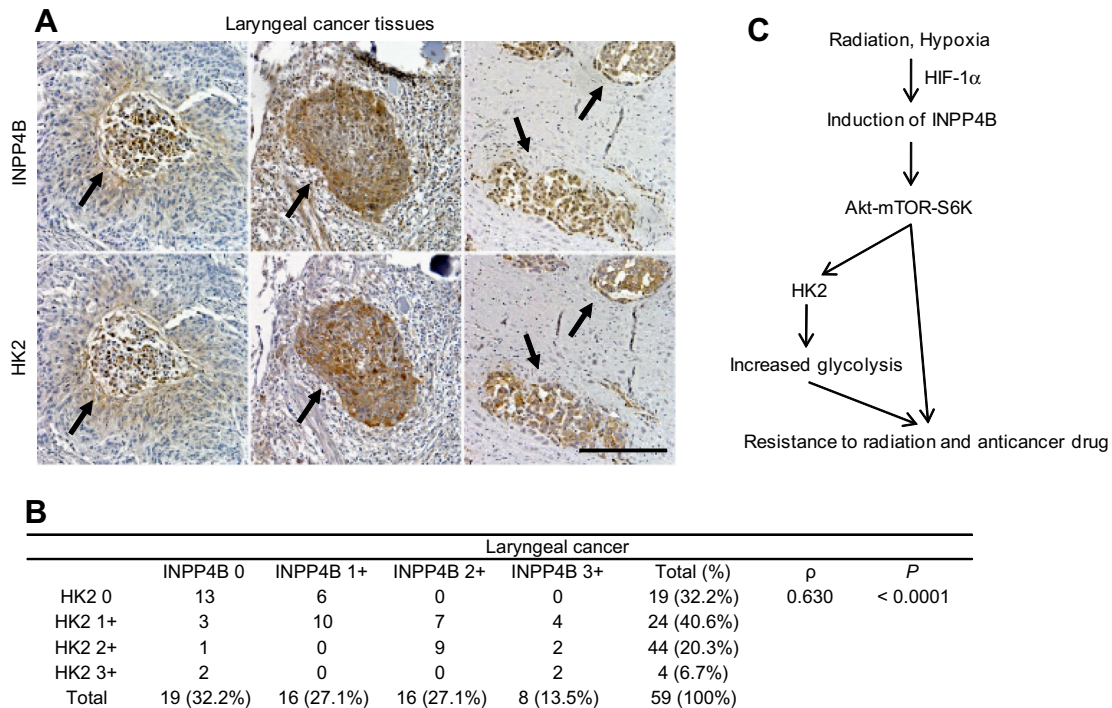 A
Laryngeal cancer tissues
INPP4B
HK2
C
Radiation, Hypoxia
HIF-1α
Induction of INPP4B
Akt-mTOR-S6K
HK2
Increased glycolysis
Resistance to radiation and anticancer drug
B
Laryngeal cancer
INPP4B 0 INPP4B 1+ INPP4B 2+ INPP4B 3+ Total (%) ρ P
HK2 0 13 6 0 0 19 (32.2%) 0.630 < 0.0001
HK2 1+ 3 10 7 4 24 (40.6%)
HK2 2+ 1 0 9 2 44 (20.3%)
HK2 3+ 2 0 0 2 4 (6.7%)
Total 19 (32.2%) 16 (27.1%) 16 (27.1%) 8 (13.5%) 59 (100%)